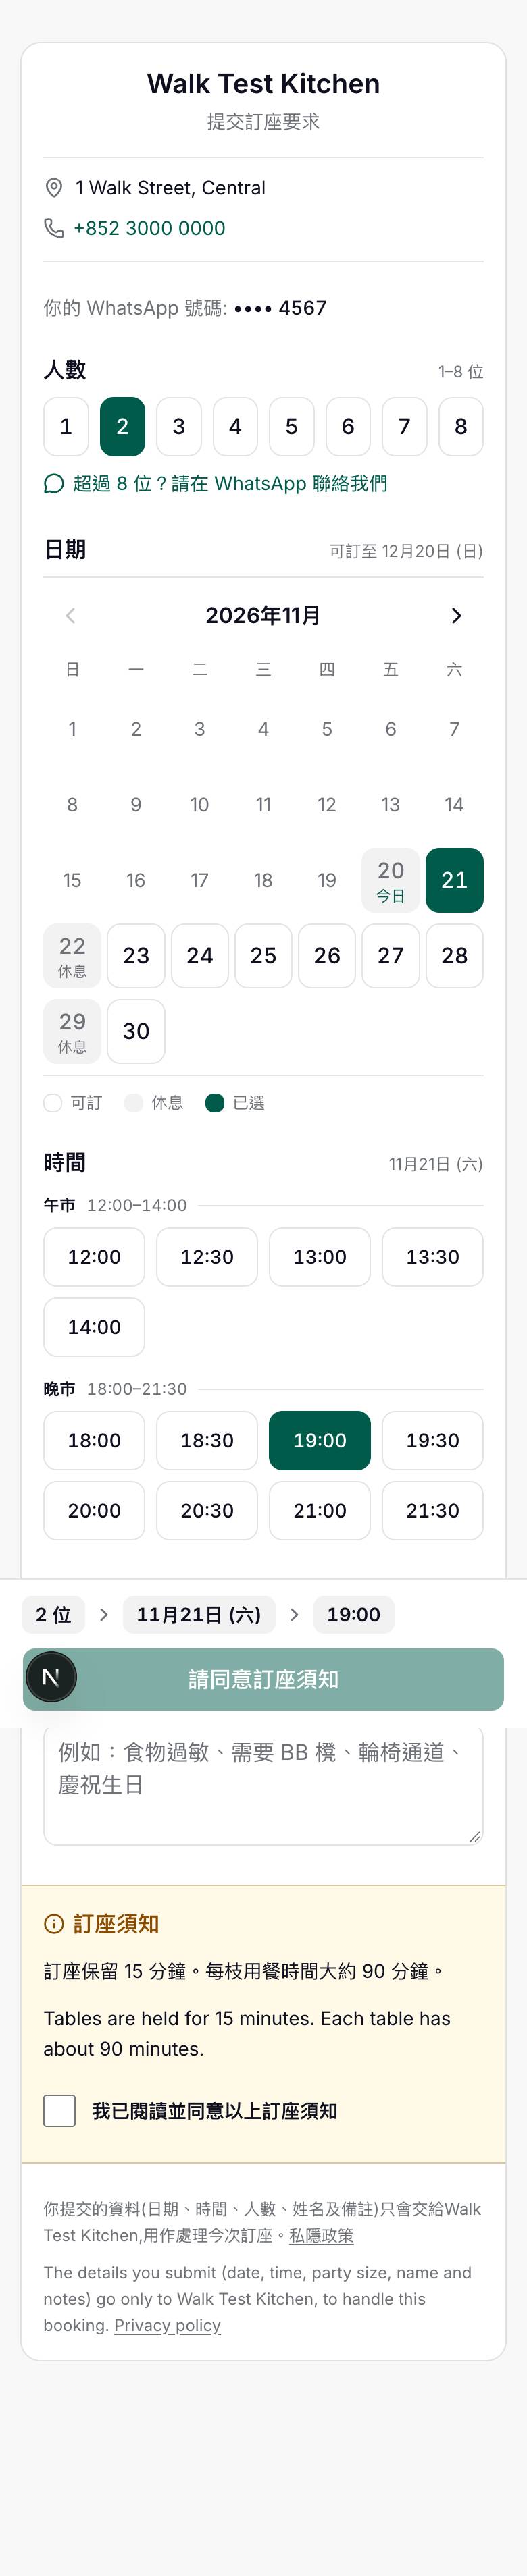 Walk Test Kitchen
提交訂座要求
1 Walk Street, Central
+852 3000 0000
你的 WhatsApp 號碼: •••• 4567
人數 1–8 位
1 2 3 4 5 6 7 8
超過 8 位？請在 WhatsApp 聯絡我們
日期 可訂至 12月20日 (日)
2026年11月
日 一 二 三 四 五 六
1 2 3 4 5 6 7
8 9 10 11 12 13 14
15 16 17 18 19 20 21
今日
22 23 24 25 26 27 28
休息
29 30
休息
可訂 休息 已選
時間 11月21日 (六)
午市 12:00–14:00
12:00 12:30 13:00 13:30
14:00
晚市 18:00–21:30
18:00 18:30 19:00 19:30
20:00 20:30 21:00 21:30
2 位 11月21日 (六) 19:00
N 請同意訂座須知
例如：食物過敏、需要 BB 櫈、輪椅通道、
慶祝生日
訂座須知
訂座保留 15 分鐘。每枝用餐時間大約 90 分鐘。
Tables are held for 15 minutes. Each table has
about 90 minutes.
我已閱讀並同意以上訂座須知
你提交的資料(日期、時間、人數、姓名及備註)只會交給Walk
Test Kitchen,用作處理今次訂座。私隱政策
The details you submit (date, time, party size, name and
notes) go only to Walk Test Kitchen, to handle this
booking. Privacy policy